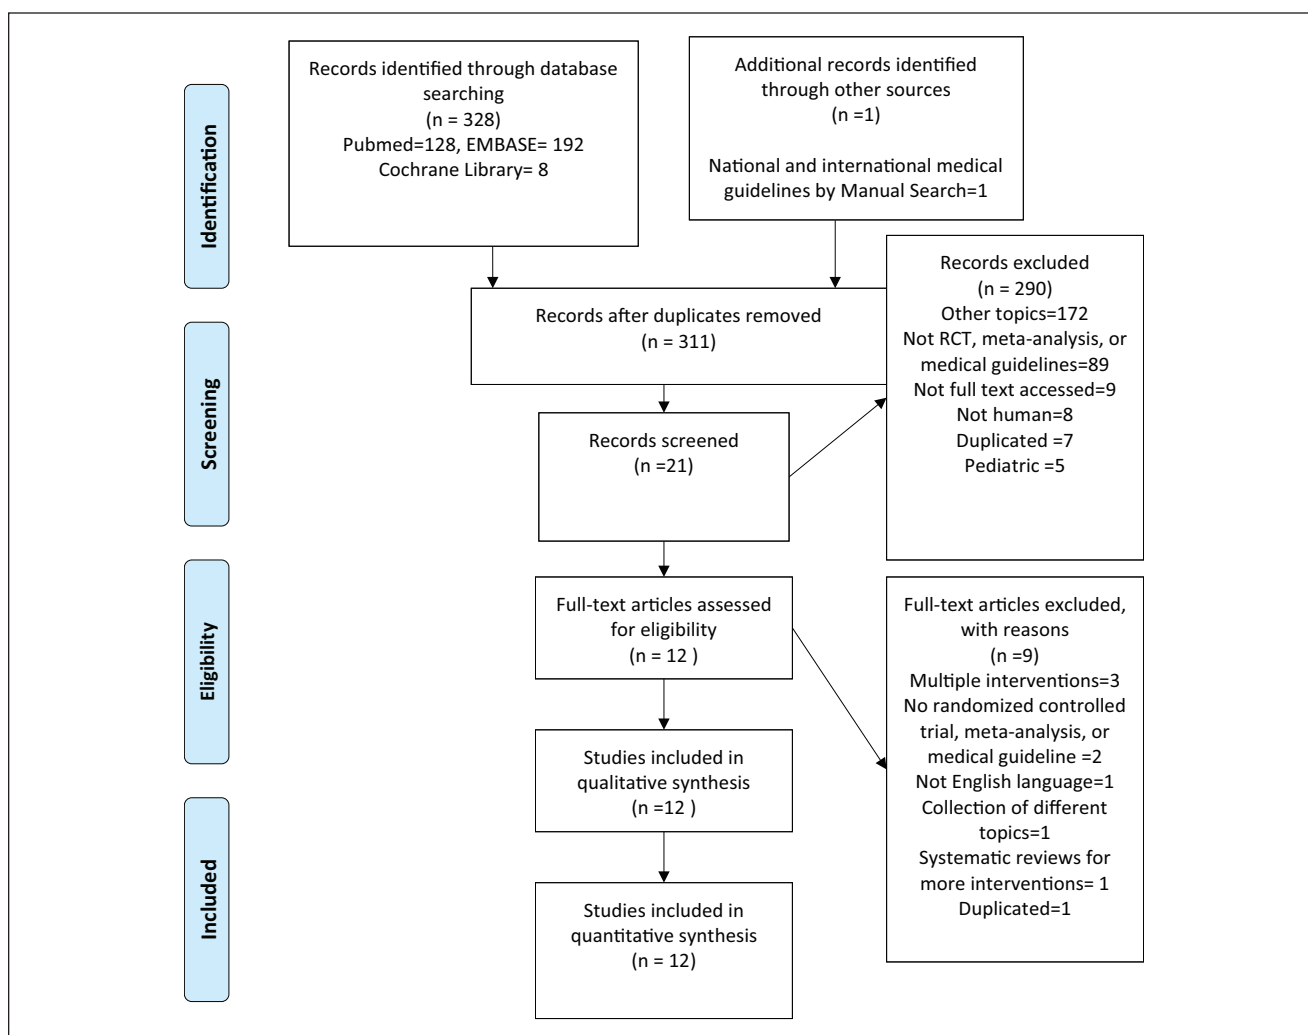 Identification
Records identified through database
searching
(n = 328)
Pubmed=128, EMBASE= 192
Cochrane Library= 8
Additional records identified
through other sources
(n =1)
National and international medical
guidelines by Manual Search=1
Records after duplicates removed
(n = 311)
Records excluded
(n = 290)
Other topics=172
Not RCT, meta-analysis, or
medical guidelines=89
Not full text accessed=9
Not human=8
Duplicated =7
Pediatric =5
Screening
Records screened
(n =21)
Eligibility
Full-text articles assessed
for eligibility
(n = 12 )
Full-text articles excluded,
with reasons
(n =9)
Multiple interventions=3
No randomized controlled
trial, meta-analysis, or
medical guideline =2
Not English language=1
Collection of different
topics=1
Systematic reviews for
more interventions= 1
Duplicated=1
Studies included in
qualitative synthesis
(n =12 )
Included
Studies included in
quantitative synthesis
(n = 12)